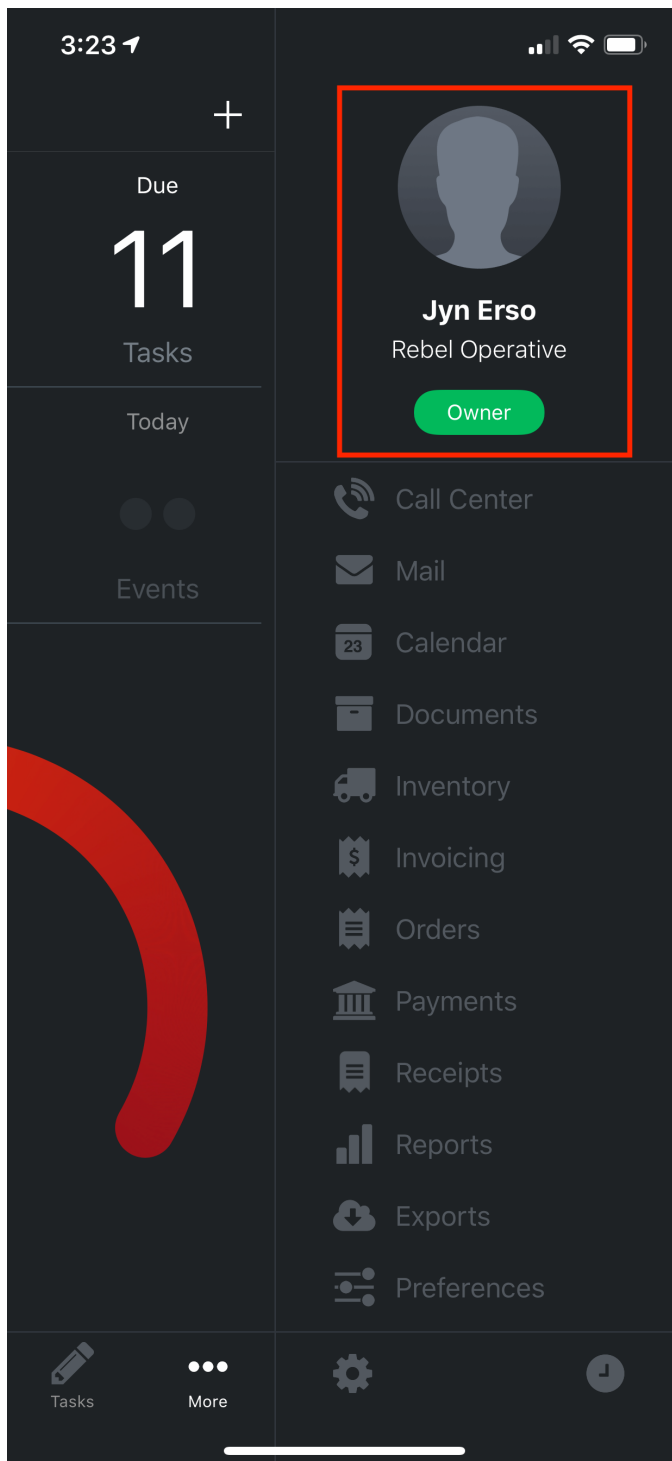 3:23
Due
11
Tasks
Today
Events
Tasks
More
Jyn Erso
Rebel Operative
Owner
Call Center
Mail
23
Calendar
Documents
Inventory
$
Invoicing
Orders
Payments
Receipts
Reports
Exports
Preferences